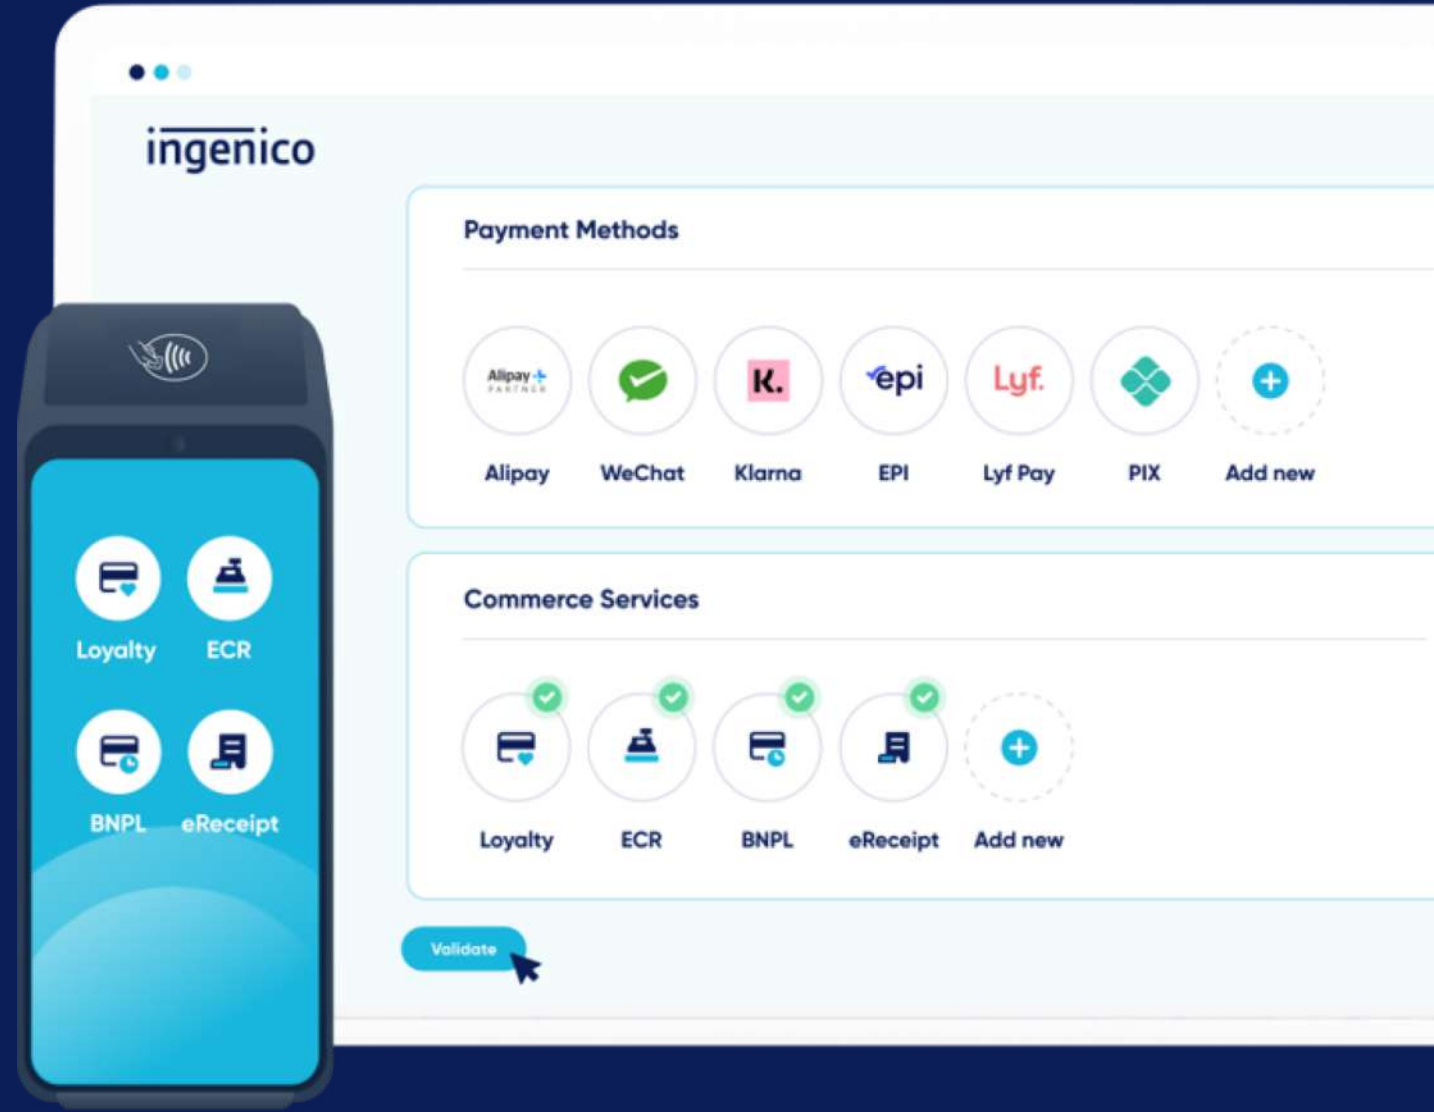 ingenico
Payment Methods
Alipay+
PARTNER
K.
epi
Lyf.
Alipay WeChat Klarna EPI Lyf Pay PIX Add new
Commerce Services
Loyalty ECR BNPL eReceipt Add new
Validate
Loyalty ECR
BNPL eReceipt